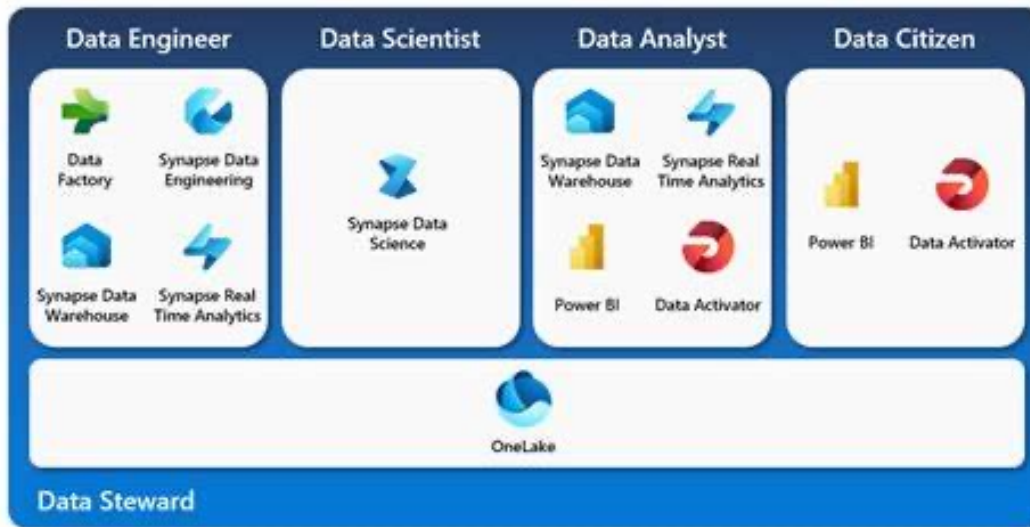 Data Engineer
Data Scientist
Data Analyst
Data Citizen
Data
Factory
Synapse Data
Engineering
Synapse Data
Warehouse
Synapse Real
Time Analytics
Synapse Data
Science
Synapse Data
Warehouse
Synapse Real
Time Analytics
Power BI
Data Activator
Power BI
Data Activator
OneLake
Data Steward